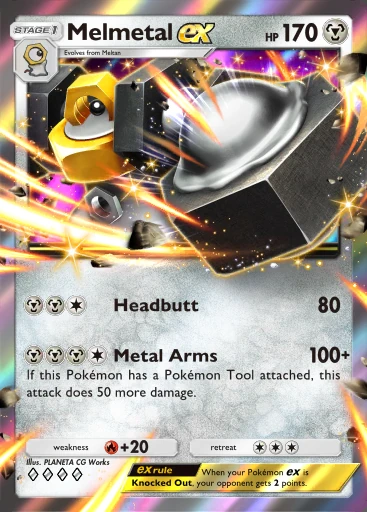 STAGE 1 Melmetal ex HP 170
Evolves from Meltan
Headbutt 80
Metal Arms 100+
If this Pokémon has a Pokémon Tool attached, this
attack does 50 more damage.
weakness +20 retreat
Illus. PLANETA CG Works
ex rule When your Pokémon ex is
Knocked Out, your opponent gets 2 points.